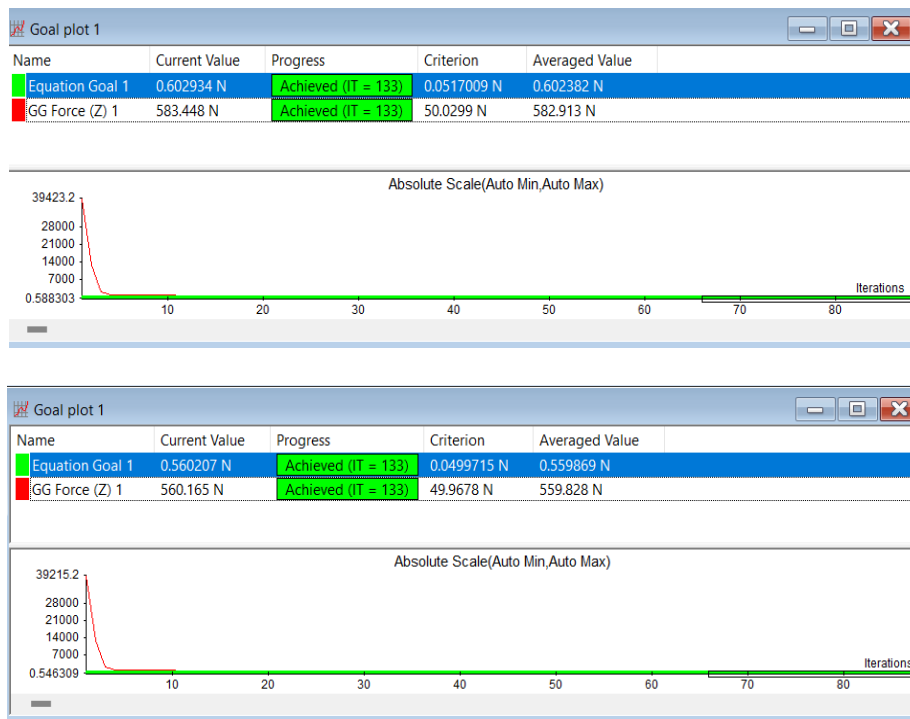 Goal plot 1
Name Current Value Progress Criterion Averaged Value
Equation Goal 1 0.602934 N Achieved (IT = 133) 0.0517009 N 0.602382 N
GG Force (Z) 1 583.448 N Achieved (IT = 133) 50.0299 N 582.913 N
Absolute Scale(Auto Min,Auto Max)
39423.2
28000
21000
14000
7000
0.588303
Iterations
10 20 30 40 50 60 70 80
Goal plot 1
Name Current Value Progress Criterion Averaged Value
Equation Goal 1 0.560207 N Achieved (IT = 133) 0.0499715 N 0.559869 N
GG Force (Z) 1 560.165 N Achieved (IT = 133) 49.9678 N 559.828 N
Absolute Scale(Auto Min,Auto Max)
39215.2
28000
21000
14000
7000
0.546309
Iterations
10 20 30 40 50 60 70 80